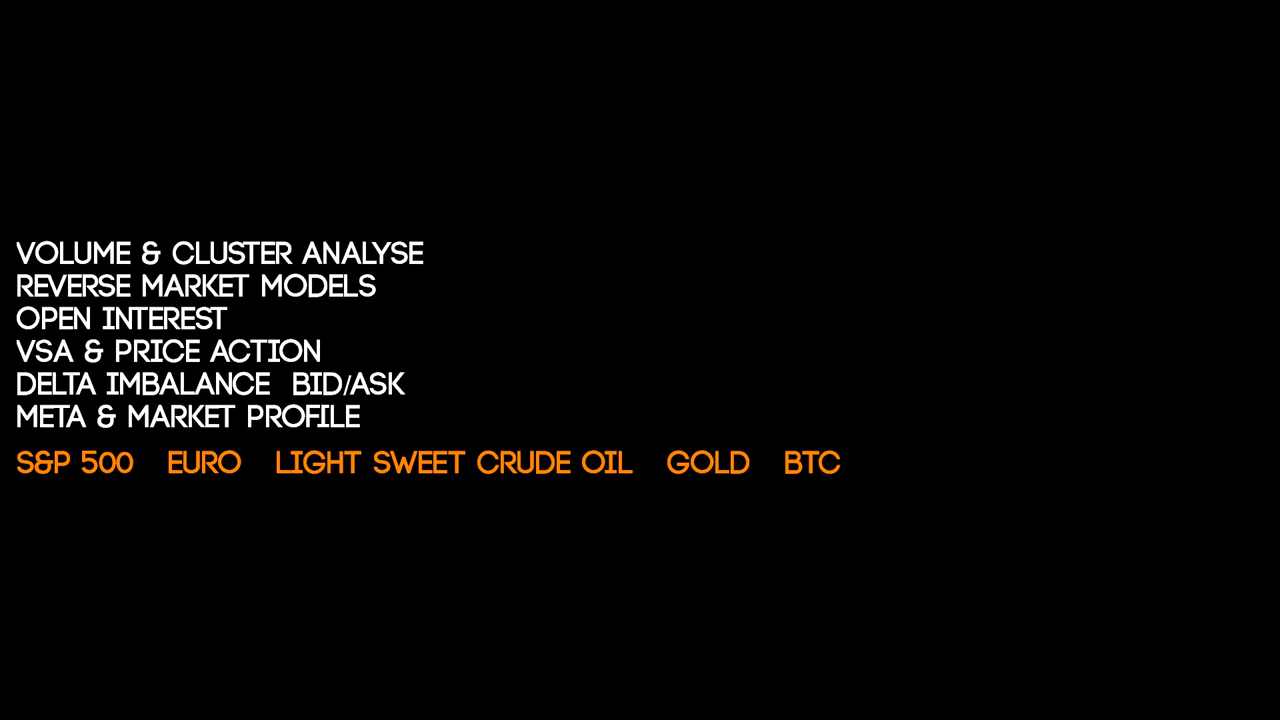 VOLUME & CLUSTER ANALYSE
REVERSE MARKET MODELS
OPEN INTEREST
VSA & PRICE ACTION
DELTA IMBALANCE BID/ASK
META & MARKET PROFILE
S&P 500 EURO LIGHT SWEET CRUDE OIL GOLD BTC